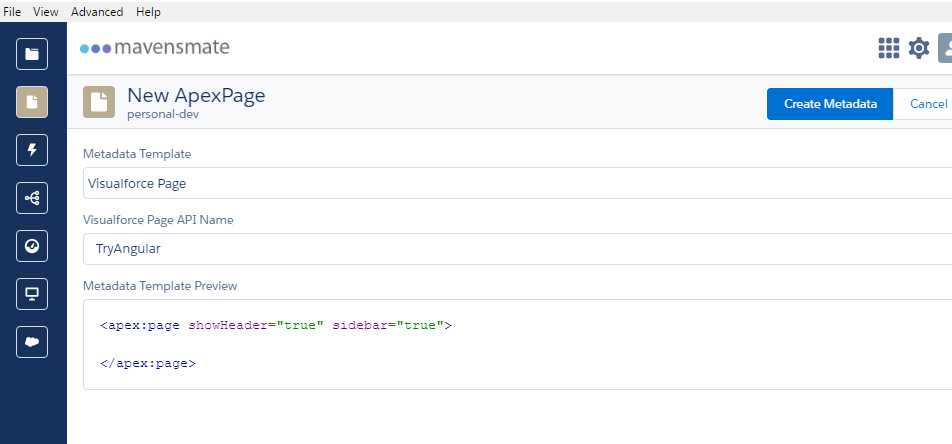 File View Advanced Help
mavensmate
New ApexPage
personal-dev
Create Metadata Cancel
Metadata Template
Visualforce Page
Visualforce Page API Name
TryAngular
Metadata Template Preview
<apex:page showHeader="true" sidebar="true">
</apex:page>